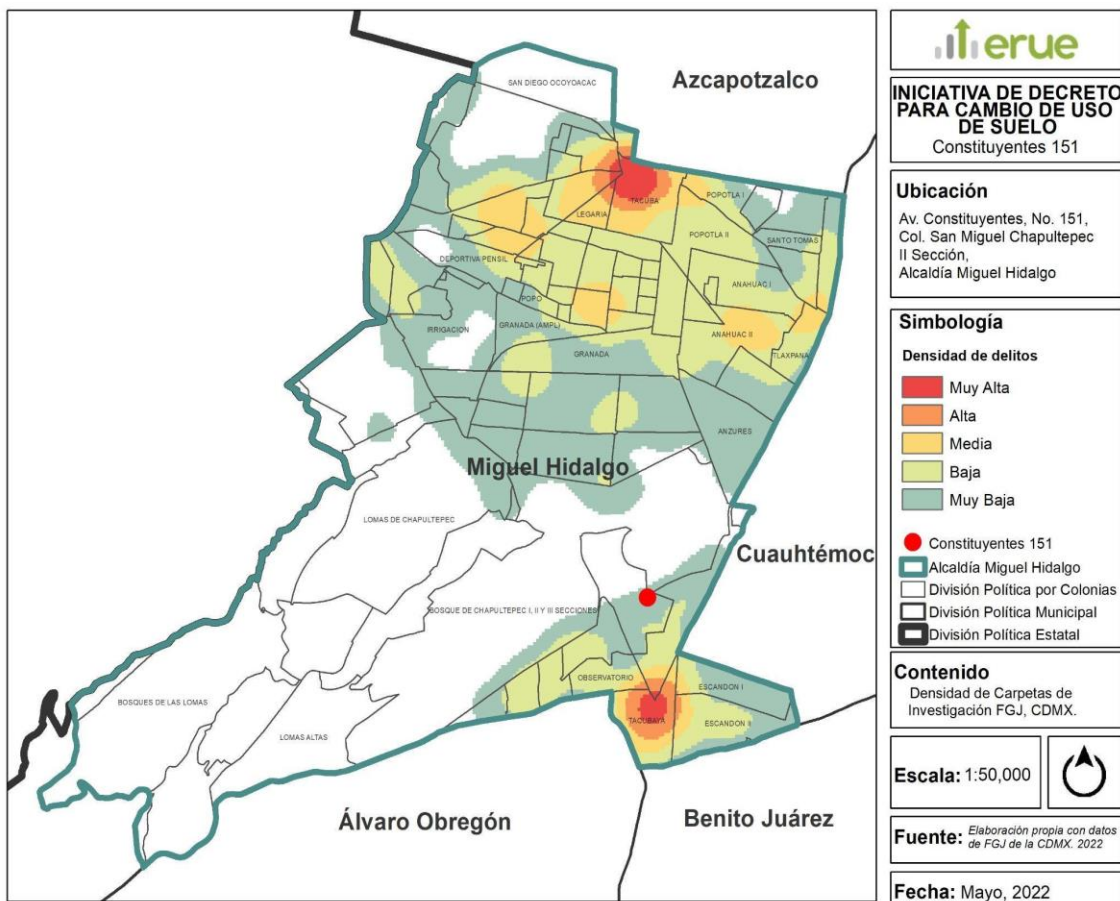 SAN DIEGO OCOYOACAC
Azcapotzalco
TACUBA
POPOTLA I
LEGARIA
POPOTLA II
SANTO TOMAS
DEPORTIVA PENSIL
ANAHUAC I
POPO
IRRIGACION
GRANADA (AMPL)
ANAHUAC II
GRANADA
TLAXPANA
ANZURES
Miguel Hidalgo
LOMAS DE CHAPULTEPEC
Cuauhtémoc
BOSQUE DE CHAPULTEPEC I, II Y III SECCIONES
OBSERVATORIO
ESCANDON I
BOSQUES DE LAS LOMAS
TACUBAYA
ESCANDON II
LOMAS ALTAS
Álvaro Obregón
Benito Juárez
erue
INICIATIVA DE DECRETO
PARA CAMBIO DE USO
DE SUELO
Constituyentes 151
Ubicación
Av. Constituyentes, No. 151,
Col. San Miguel Chapultepec
II Sección,
Alcaldía Miguel Hidalgo
Simbología
Densidad de delitos
Muy Alta
Alta
Media
Baja
Muy Baja
Constituyentes 151
Alcaldía Miguel Hidalgo
División Política por Colonias
División Política Municipal
División Política Estatal
Contenido
Densidad de Carpetas de
Investigación FGJ, CDMX.
Escala: 1:50,000
Fuente: Elaboración propia con datos
de FGJ de la CDMX. 2022
Fecha: Mayo, 2022